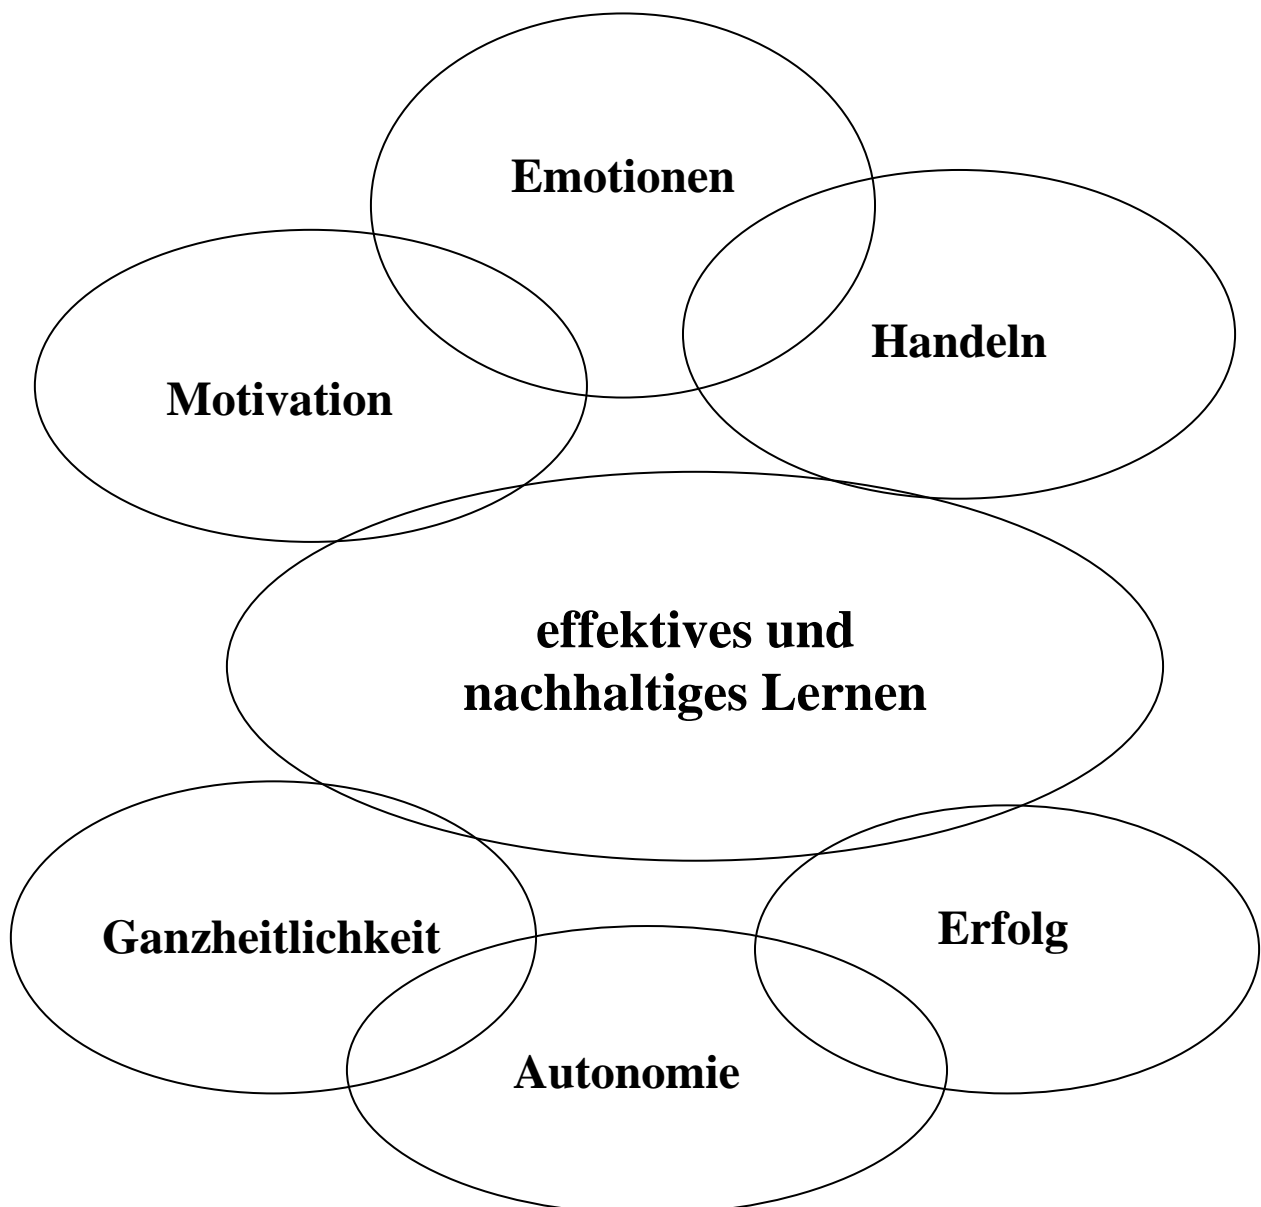 Emotionen
Handeln
Motivation
effektives und
nachhaltiges Lernen
Ganzheitlichkeit
Erfolg
Autonomie